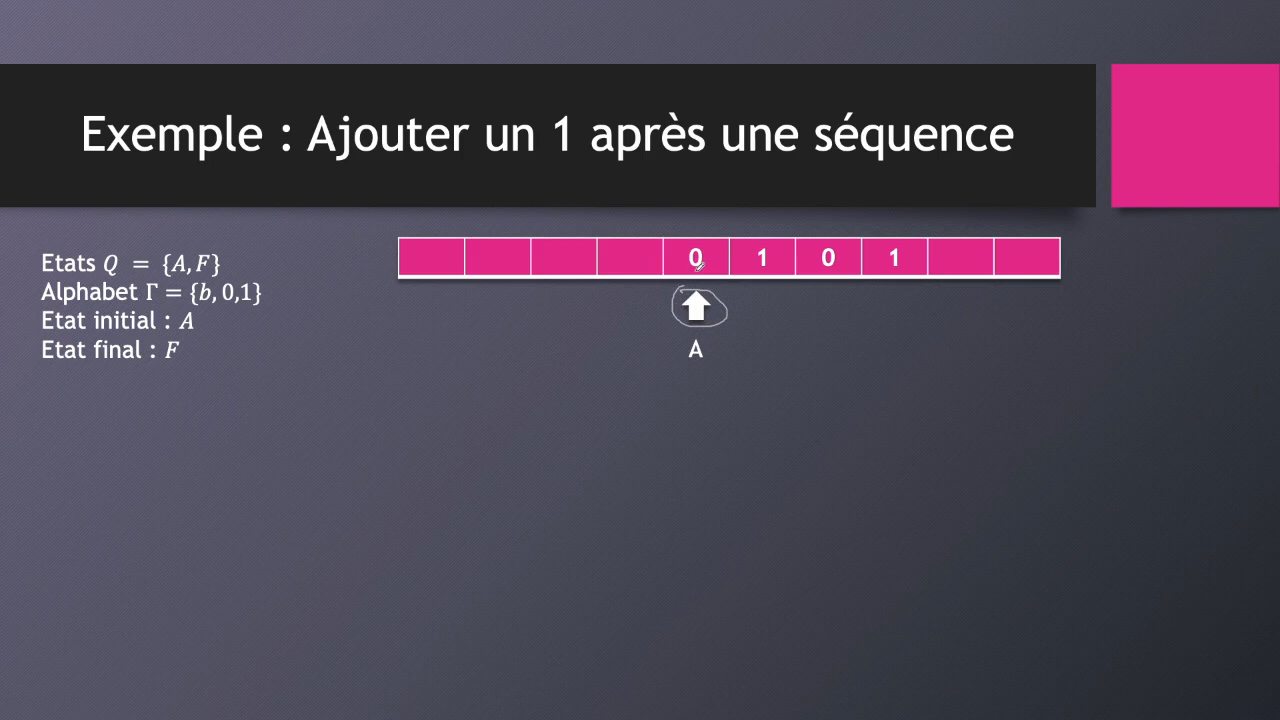 Exemple : Ajouter un 1 après une séquence
Etats Q = {A, F}
Alphabet Γ = {b, 0,1}
Etat initial : A
Etat final : F
0 1 0 1
A